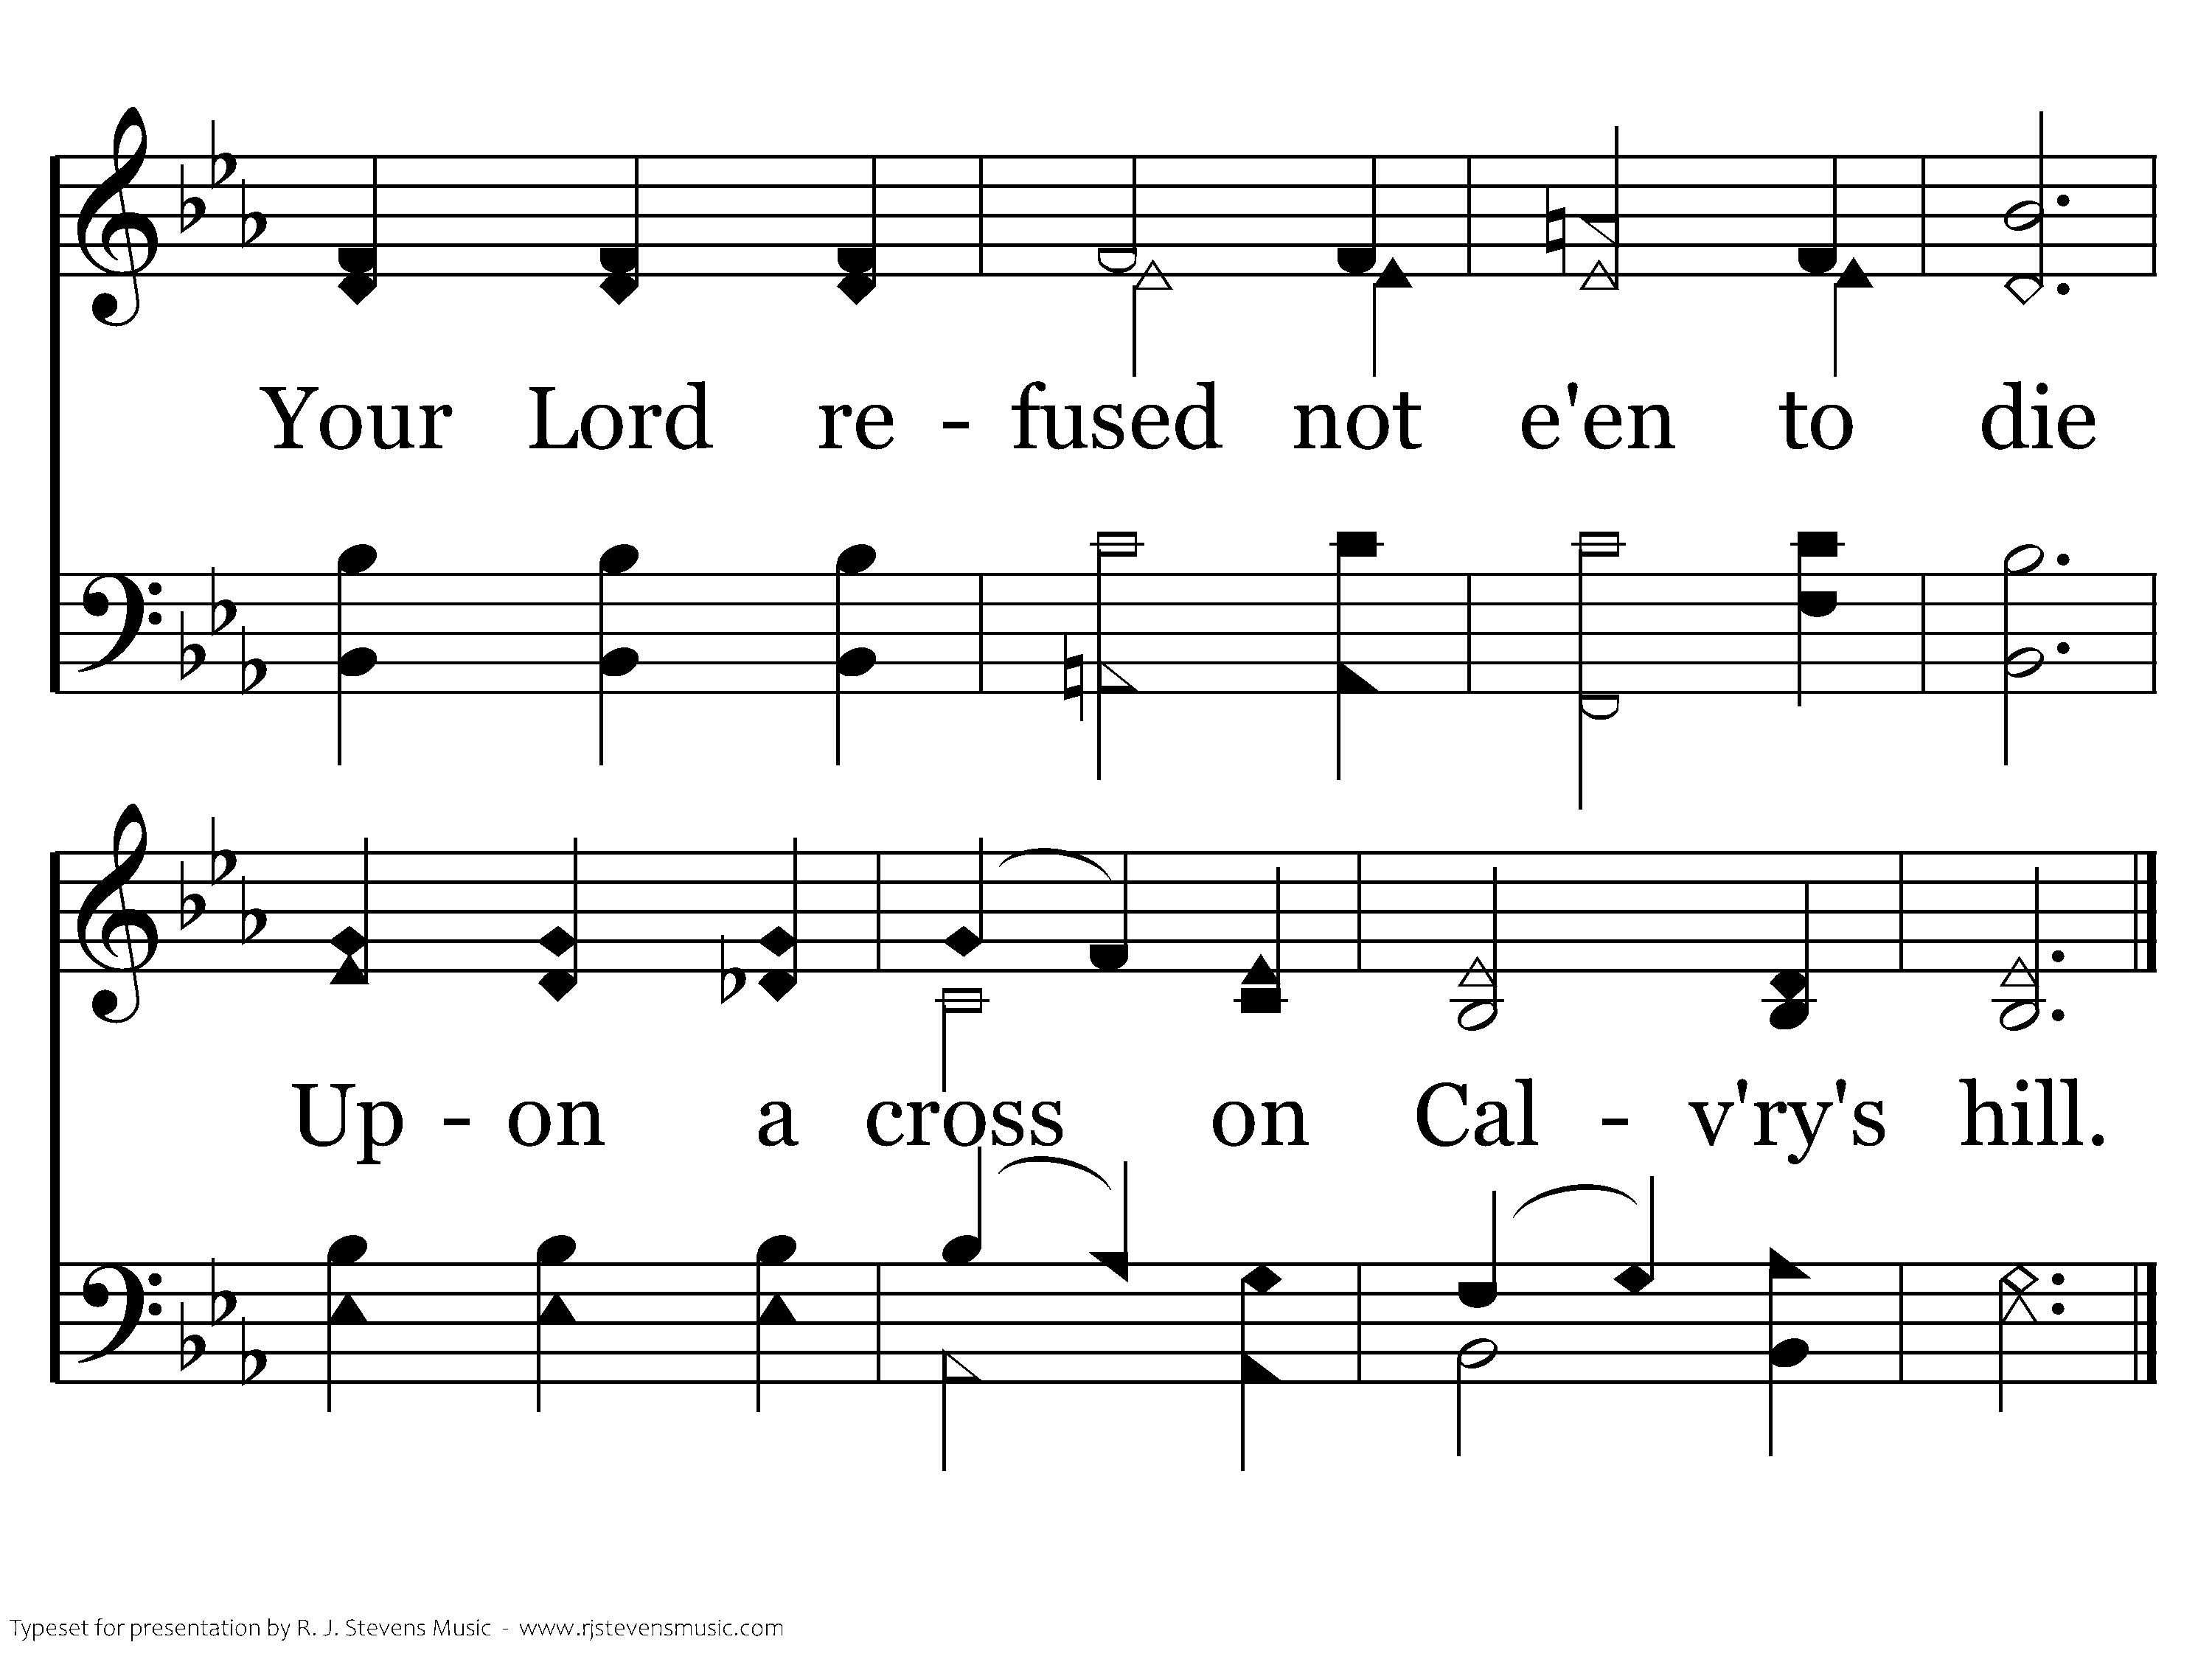 Your Lord re - fused not e'en to die
Up - on a cross on Cal - v'ry's hill.
Typeset for presentation by R. J. Stevens Music - www.rjstevensmusic.com